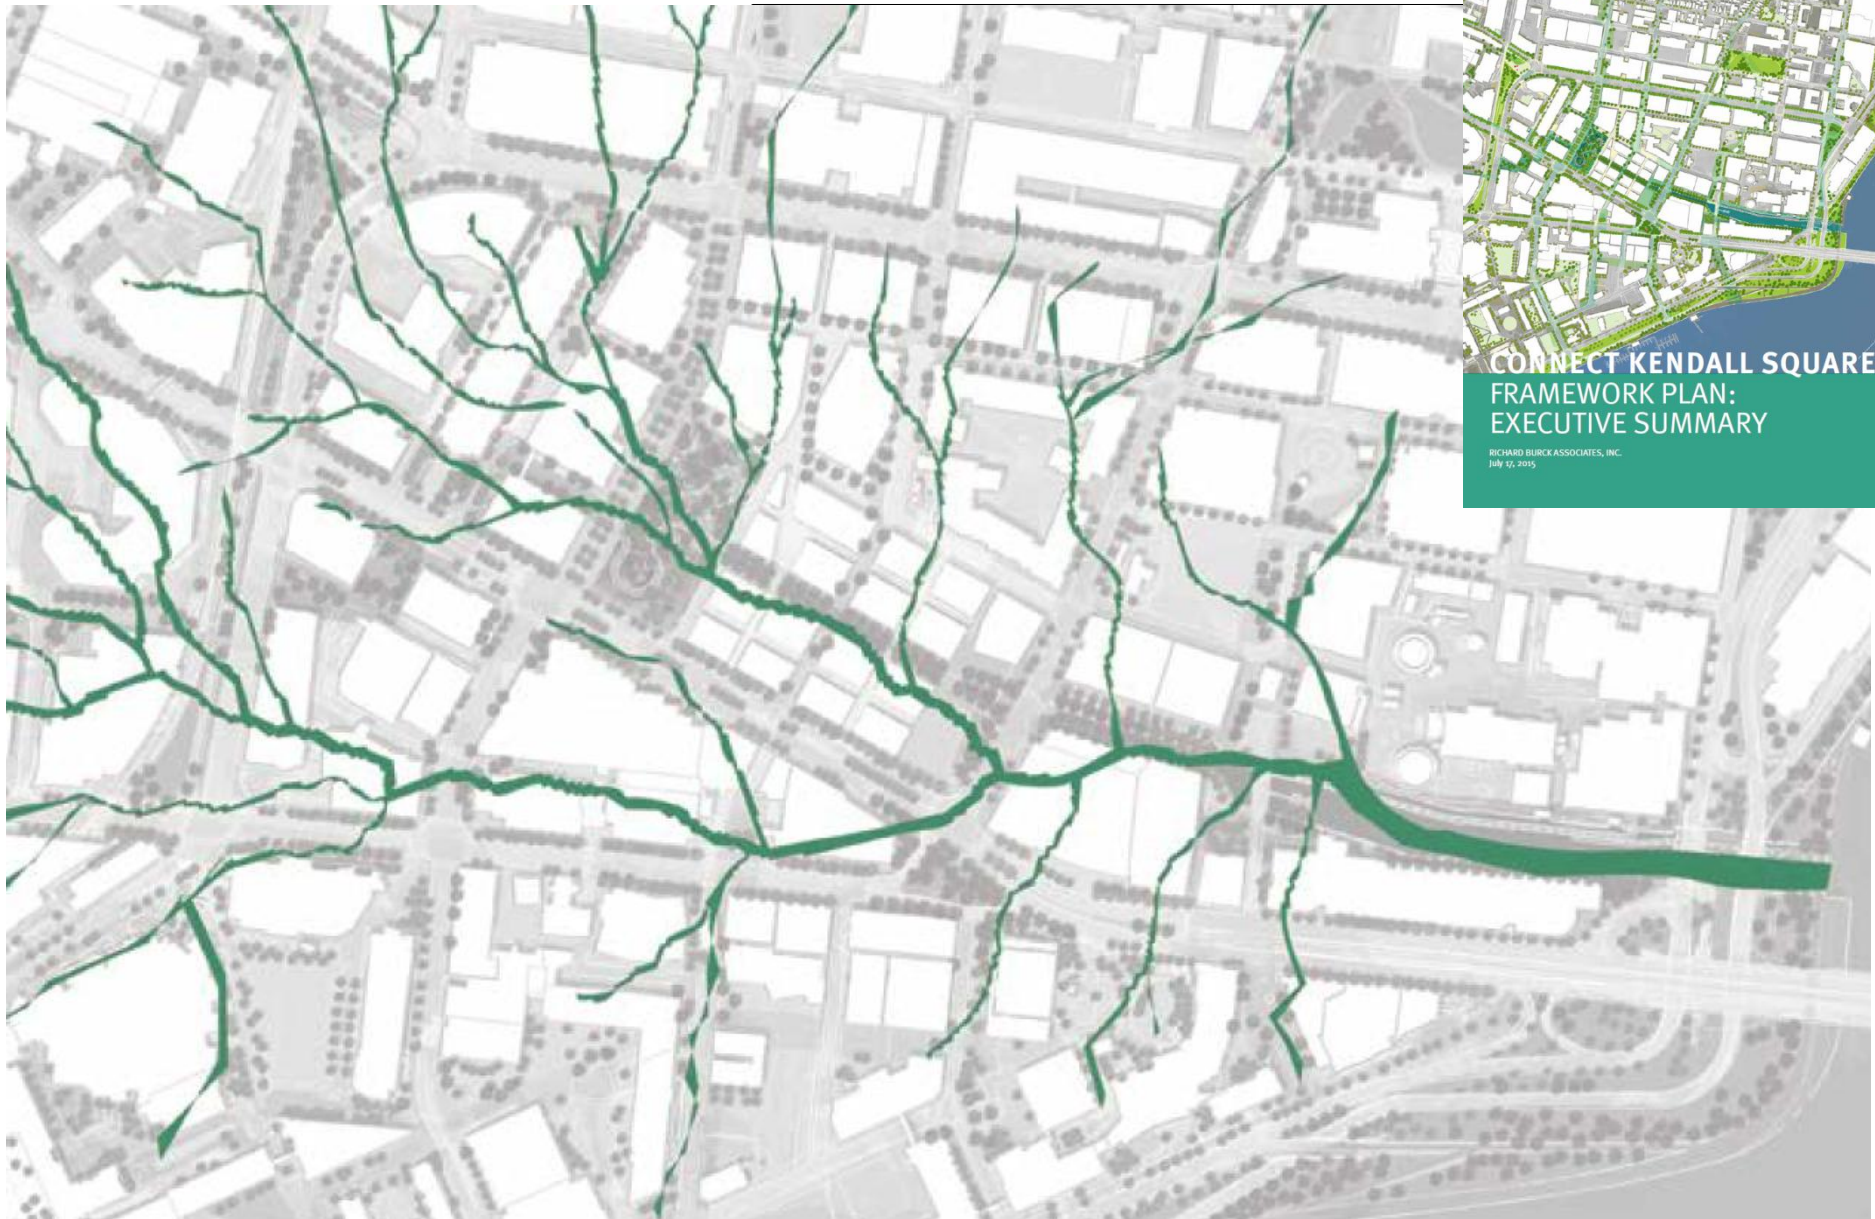 CONNECT KENDALL SQUARE
FRAMEWORK PLAN:
EXECUTIVE SUMMARY
RICHARD BURCK ASSOCIATES, INC.
July 17, 2015